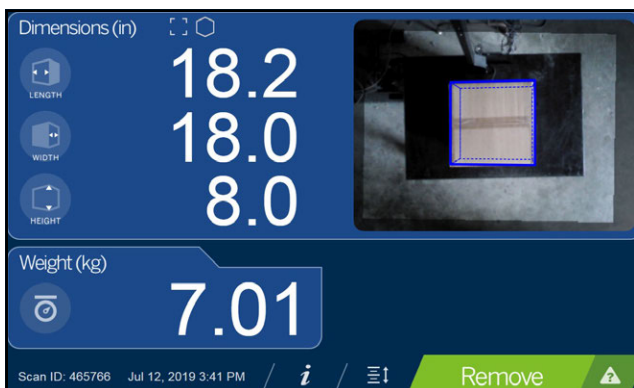 Dimensions (in)
LENGTH
18.2
WIDTH
18.0
HEIGHT
8.0
Weight (kg)
7.01
Scan ID: 465766 Jul 12, 2019 3:41 PM / i / Remove ?